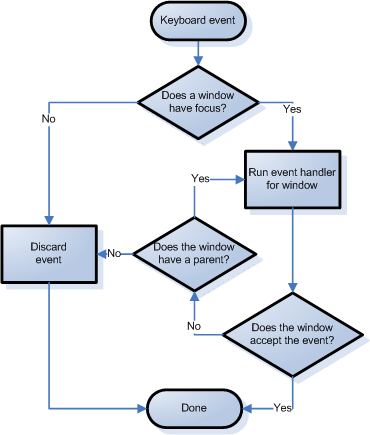 Keyboard event
Does a window
have focus?
No
Yes
Run event handler
for window
Yes
Discard
event
No
Does the window
have a parent?
No
Does the window
accept the event?
Yes
Done